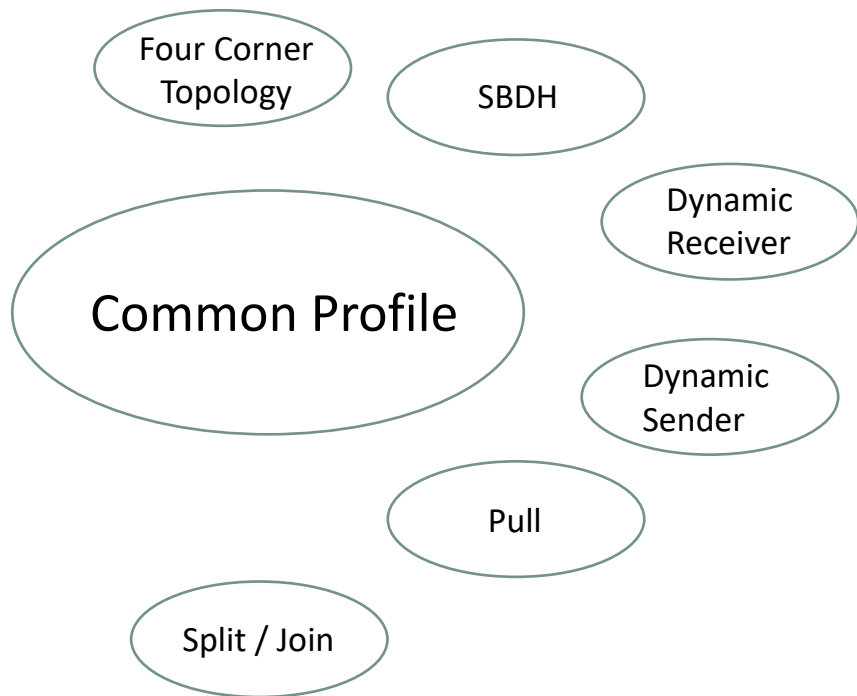 Four Corner
Topology
SBDH
Dynamic
Receiver
Common Profile
Dynamic
Sender
Pull
Split / Join